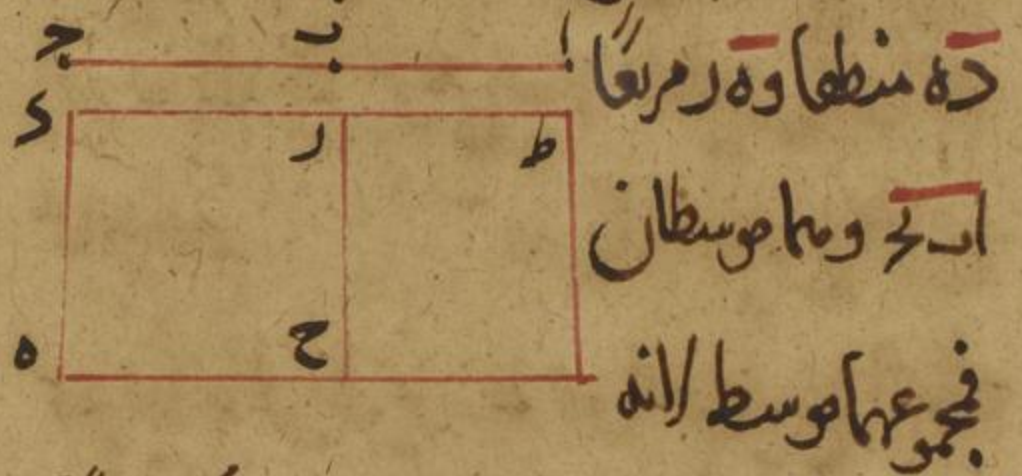 ا ب ج
ده منطقا وه ر مربعا
ط ر د
اب بج وهما موسطان
ح ه
فمجموعهما موسط لانه